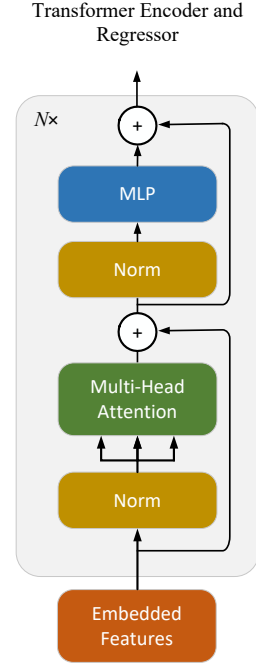 Transformer Encoder and
Regressor
N×
+
MLP
Norm
+
Multi-Head
Attention
Norm
Embedded
Features